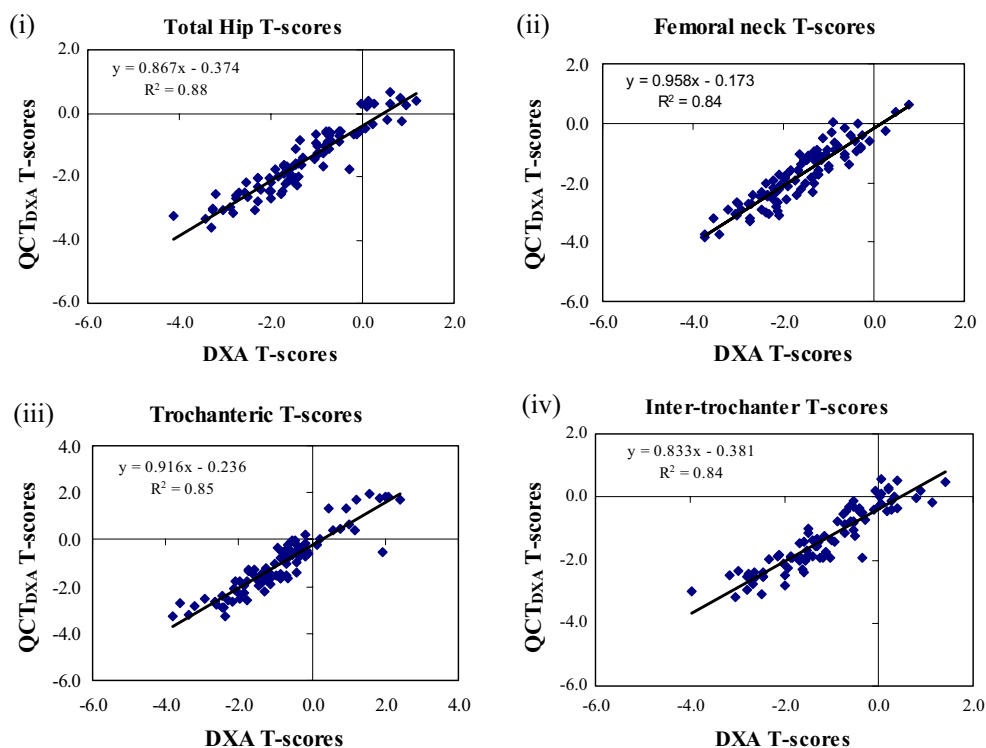 (i)
Total Hip T-scores
y = 0.867x - 0.374
R² = 0.88
2.0
0.0
-2.0
-4.0
-6.0
-6.0 -4.0 -2.0 0.0 2.0
QCT_DXA T-scores
DXA T-scores
(ii)
Femoral neck T-scores
y = 0.958x - 0.173
R² = 0.84
2.0
0.0
-2.0
-4.0
-6.0
-6.0 -4.0 -2.0 0.0 2.0
QCT_DXA T-scores
DXA T-scores
(iii)
Trochanteric T-scores
y = 0.916x - 0.236
R² = 0.85
4.0
2.0
0.0
-2.0
-4.0
-6.0
-6.0 -4.0 -2.0 0.0 2.0 4.0
QCT_DXA T-scores
DXA T-scores
(iv)
Inter-trochanter T-scores
y = 0.833x - 0.381
R² = 0.84
2.0
0.0
-2.0
-4.0
-6.0
-6.0 -4.0 -2.0 0.0 2.0
QCT_DXA T-scores
DXA T-scores